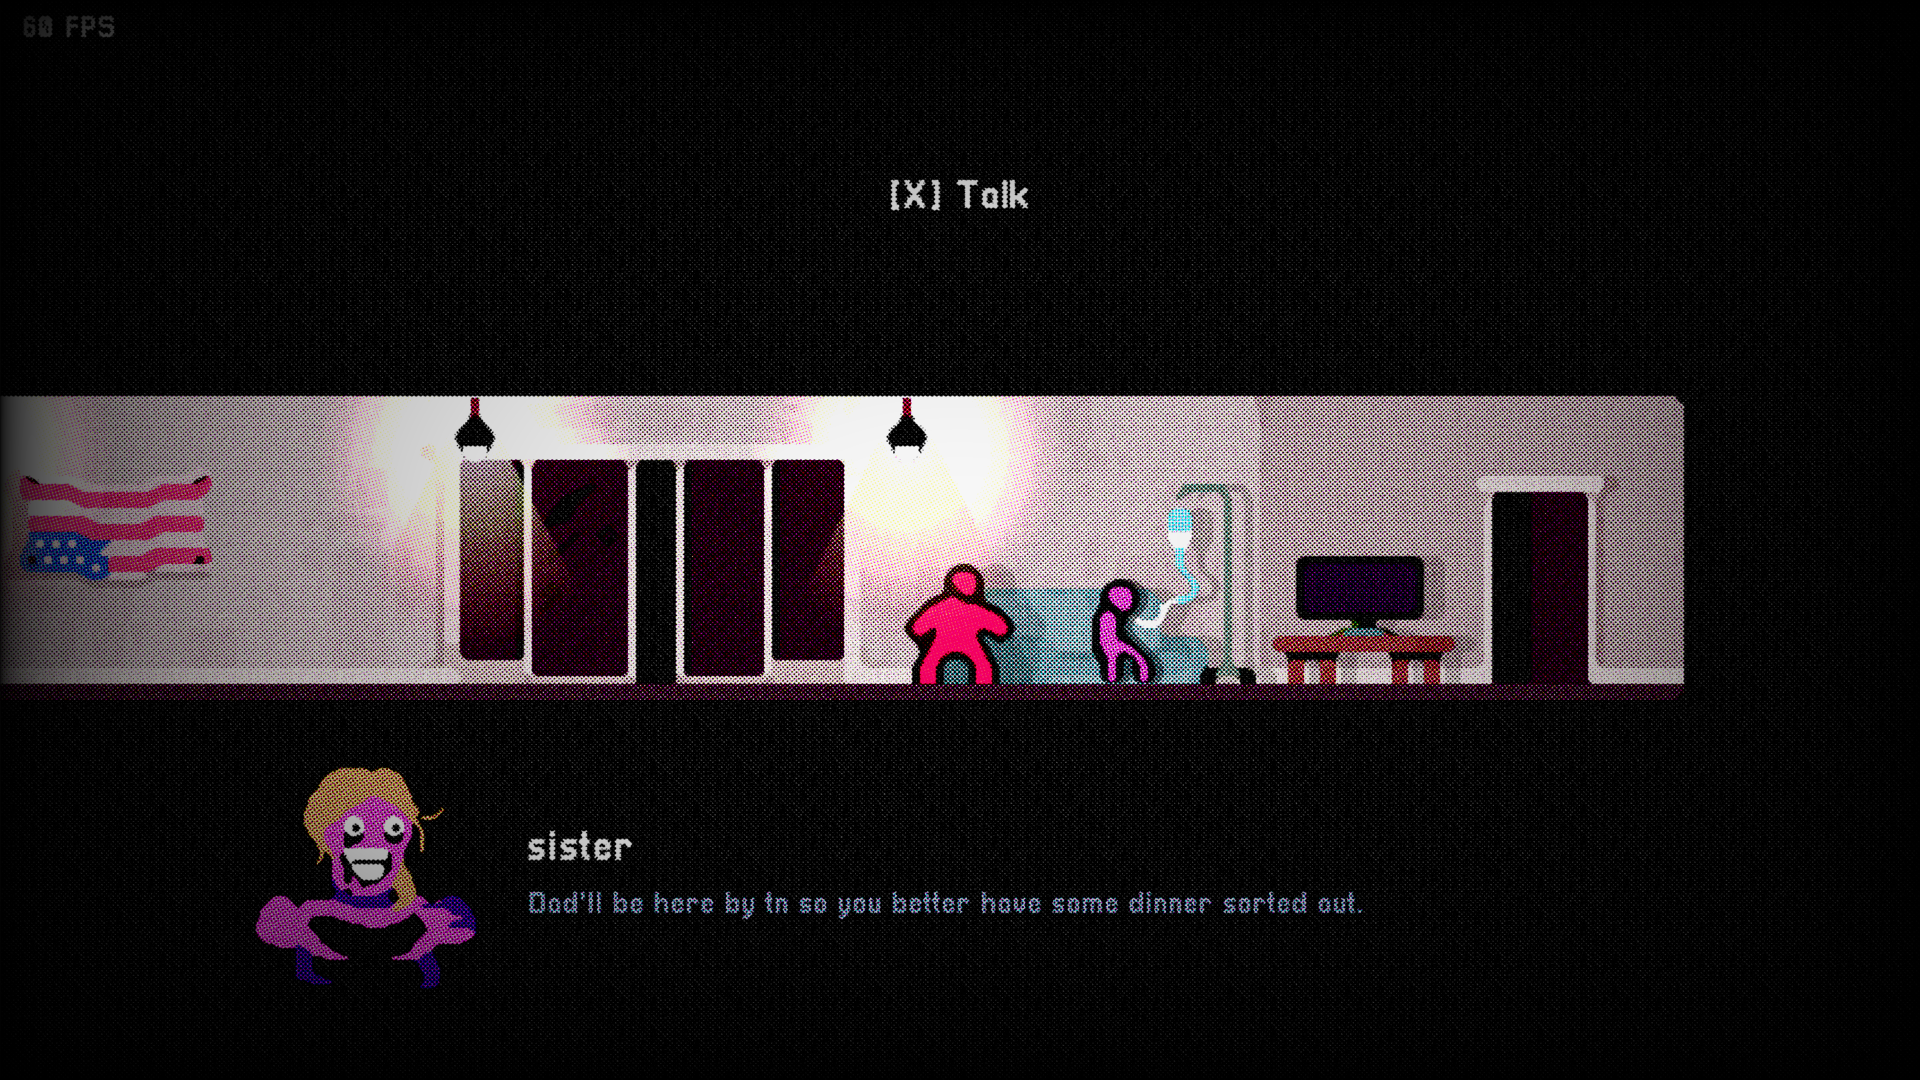 60 FPS
[X] Talk
sister
Dad'll be here by tn so you better have some dinner sorted out.